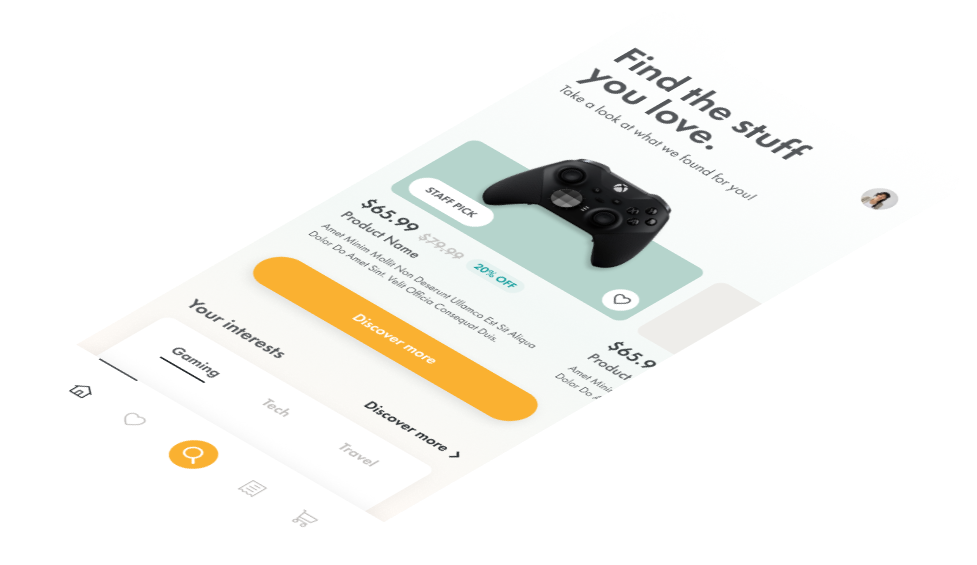 Find the stuff
you love.
Take a look at what we found for you!
STAFF PICK
$65.99 $79.99 20% OFF
Product Name
Amet Minim Mollit Non Deserunt Ullamco Est Sit Aliqua
Dolor Do Amet Sint. Velit Officia Consequat Duis.
Discover more
$65.9
Product
Amet Mini
Dolor Do A
Your interests
Discover more
Gaming
Tech
Travel